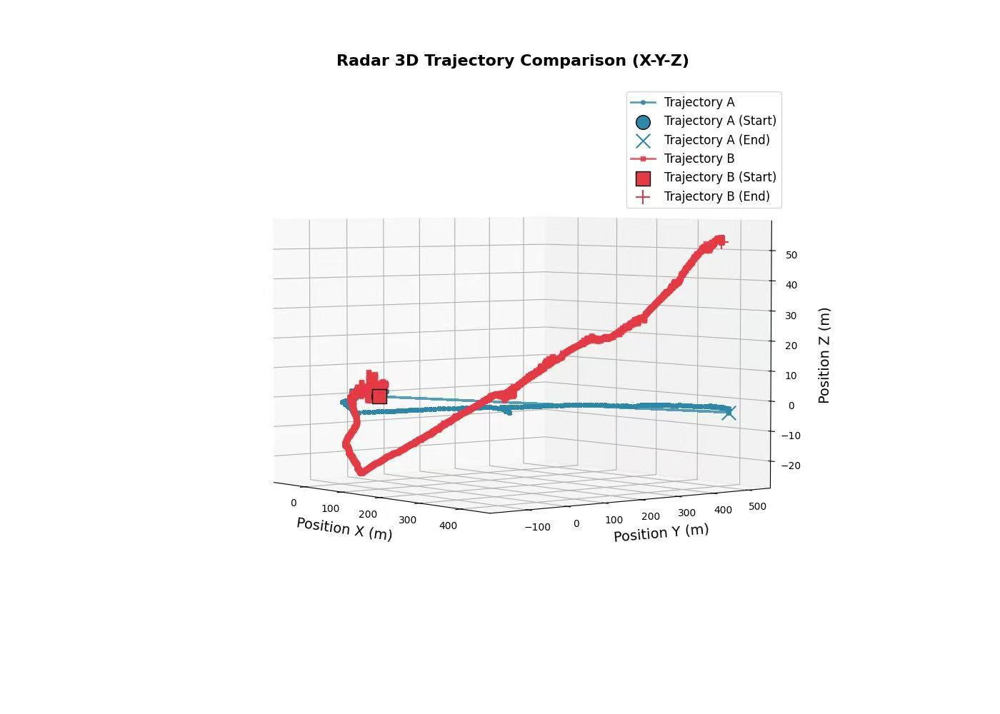 Radar 3D Trajectory Comparison (X-Y-Z)
Trajectory A
Trajectory A (Start)
Trajectory A (End)
Trajectory B
Trajectory B (Start)
Trajectory B (End)
50
40
30
20
10
0
−10
−20
Position Z (m)
0
100
200
300
400
Position X (m)
−100
0
100
200
300
400
500
Position Y (m)